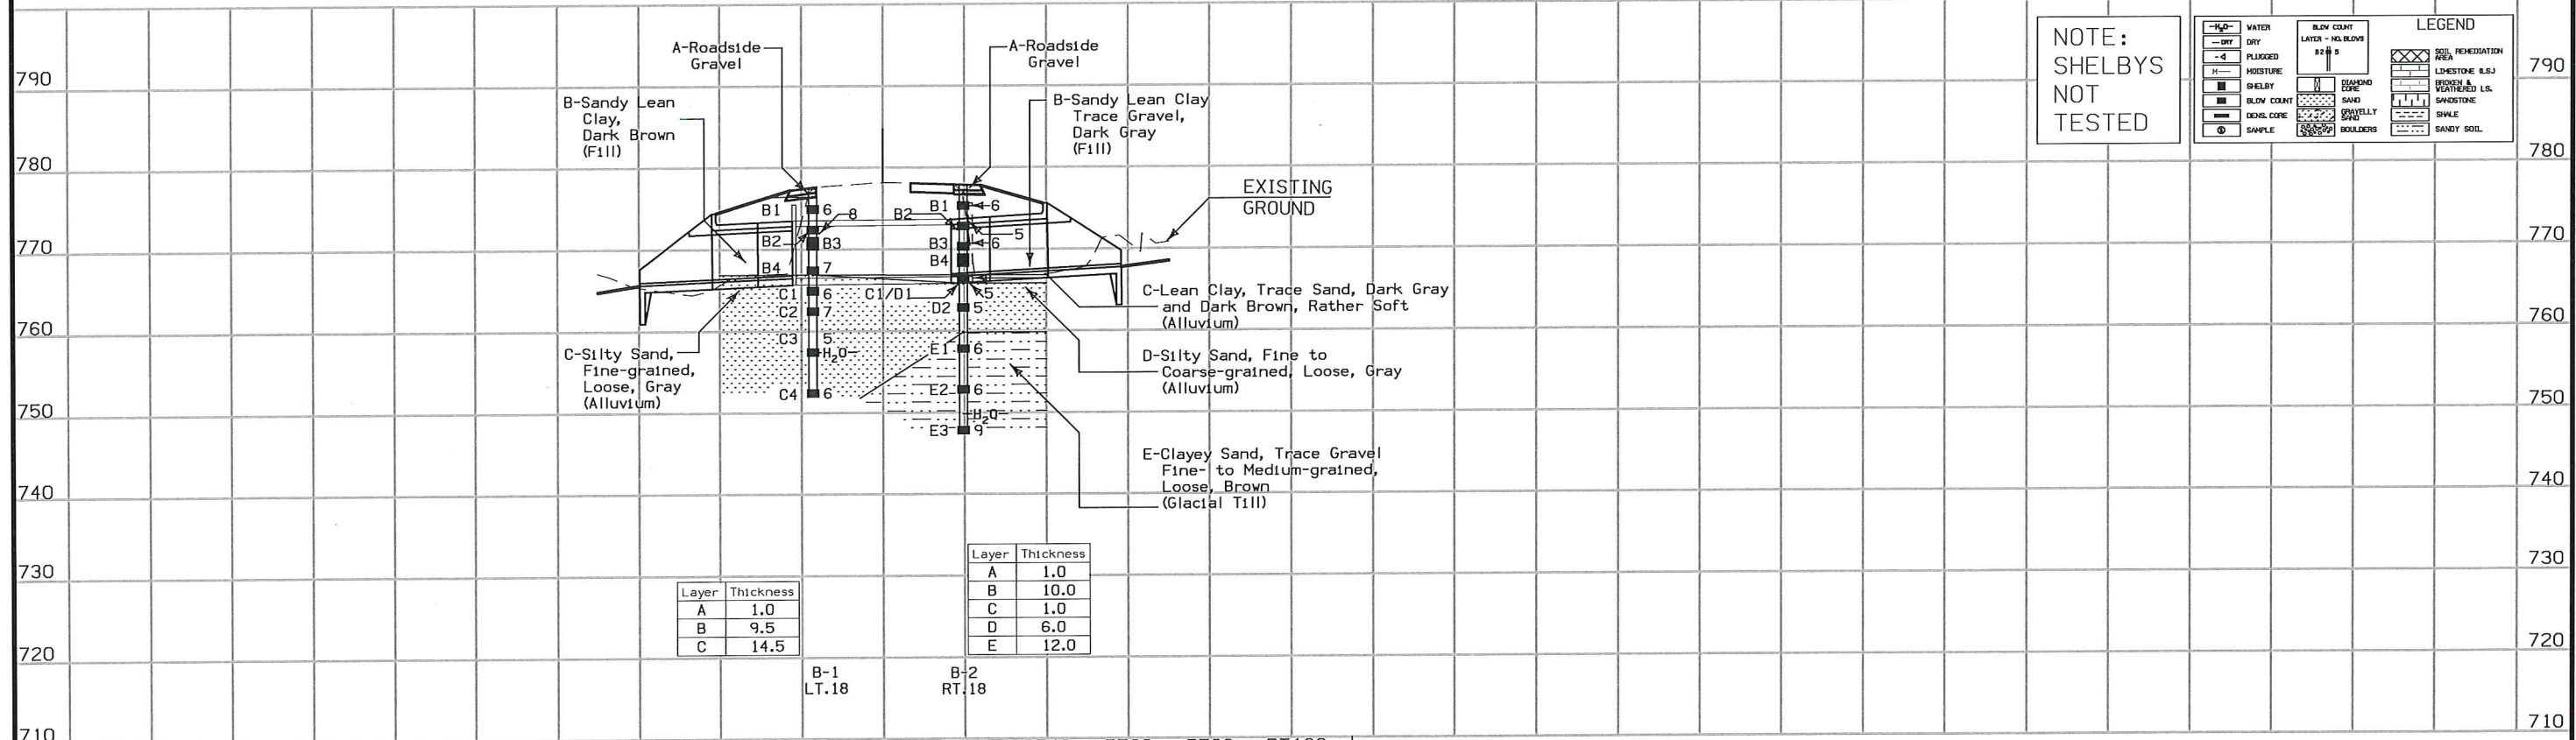 790
780
770
760
750
740
730
720
710
A-Roadside
Gravel
B-Sandy Lean
Clay,
Dark Brown
(Fill)
A-Roadside
Gravel
B-Sandy Lean Clay
Trace Gravel,
Dark Gray
(Fill)
EXISTING
GROUND
B1
6
8
B2
B3
B4
7
C1
6
C2
7
C3
5
H2O
C4
6
B1
6
B2
5
B3
6
B4
C1/D1
5
D2
5
E1
6
E2
6
H2O
E3
9
C-Silty Sand,
Fine-grained,
Loose, Gray
(Alluvium)
C-Lean Clay, Trace Sand, Dark Gray
and Dark Brown, Rather Soft
(Alluvium)
D-Silty Sand, Fine to
Coarse-grained, Loose, Gray
(Alluvium)
E-Clayey Sand, Trace Gravel
Fine- to Medium-grained,
Loose, Brown
(Glacial Till)
Layer Thickness
A 1.0
B 9.5
C 14.5
Layer Thickness
A 1.0
B 10.0
C 1.0
D 6.0
E 12.0
B-1
LT.18
B-2
RT.18
NOTE:
SHELBYS
NOT
TESTED
LEGEND
H2O WATER
DRY DRY
PLUGGED
M MOISTURE
SHELBY
BLOW COUNT
DENS. CORE
S SAMPLE
BLOW COUNT
LAYER - NO. BLOWS
B2 5
DIAMOND
CORE
SAND
GRAVELLY
SAND
BOULDERS
SOIL REMEDIATION
AREA
LIMESTONE (LS.)
BROKEN &
WEATHERED LS.
SANDSTONE
SHALE
SANDY SOIL
790
780
770
760
750
740
730
720
710